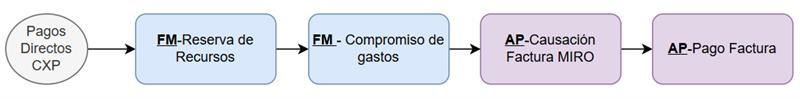 Pagos
Directos
CXP
FM-Reserva de
Recursos
FM - Compromiso de
gastos
AP-Causación
Factura MIRO
AP-Pago Factura